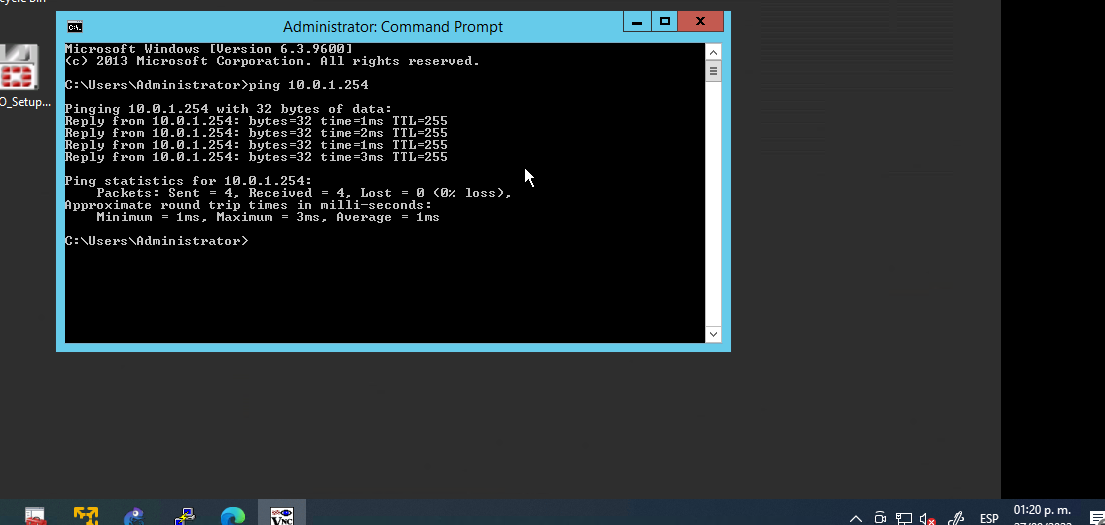 Administrator: Command Prompt
Microsoft Windows [Version 6.3.9600]
(c) 2013 Microsoft Corporation. All rights reserved.
C:\Users\Administrator>ping 10.0.1.254
Pinging 10.0.1.254 with 32 bytes of data:
Reply from 10.0.1.254: bytes=32 time=1ms TTL=255
Reply from 10.0.1.254: bytes=32 time=2ms TTL=255
Reply from 10.0.1.254: bytes=32 time=1ms TTL=255
Reply from 10.0.1.254: bytes=32 time=3ms TTL=255
Ping statistics for 10.0.1.254:
Packets: Sent = 4, Received = 4, Lost = 0 (0% loss),
Approximate round trip times in milli-seconds:
Minimum = 1ms, Maximum = 3ms, Average = 1ms
C:\Users\Administrator>
O_Setup...
VNC
ESP
01:20 p. m.